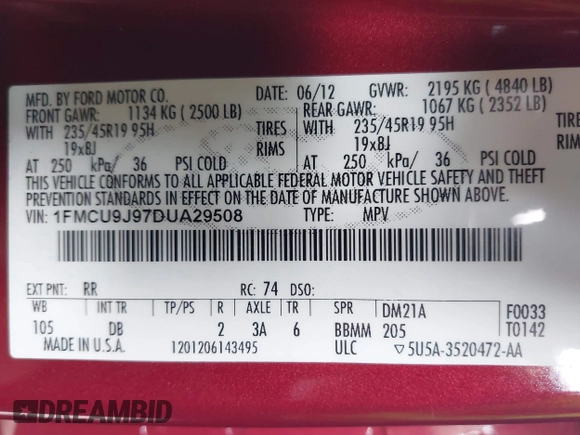 MFD. BY FORD MOTOR CO. DATE: 06/12 GVWR: 2195 KG ( 4840 LB)
FRONT GAWR: 1134 KG ( 2500 LB) REAR GAWR: 1067 KG ( 2352 LB)
WITH 235/45R19 95H TIRES WITH 235/45R19 95H TIRE
19x8J RIMS 19x8J RIM
AT 250 kPa/ 36 PSI COLD AT 250 kPa/ 36 PSI COLD
THIS VEHICLE CONFORMS TO ALL APPLICABLE FEDERAL MOTOR VEHICLE SAFETY AND THEFT
PREVENTION STANDARDS IN EFFECT ON THE DATE OF MANUFACTURE SHOWN ABOVE.
VIN: 1FMCU9J97DUA29508 TYPE: MPV
EXT PNT: RR RC: 74 DSO:
WB INT TR TP/PS R AXLE TR SPR DM21A F0033
105 DB 2 3A 6 BBMM 205 T0142
MADE IN U.S.A. 1201206143495 ULC ▽5U5A-3520472-AA
DREAMBID